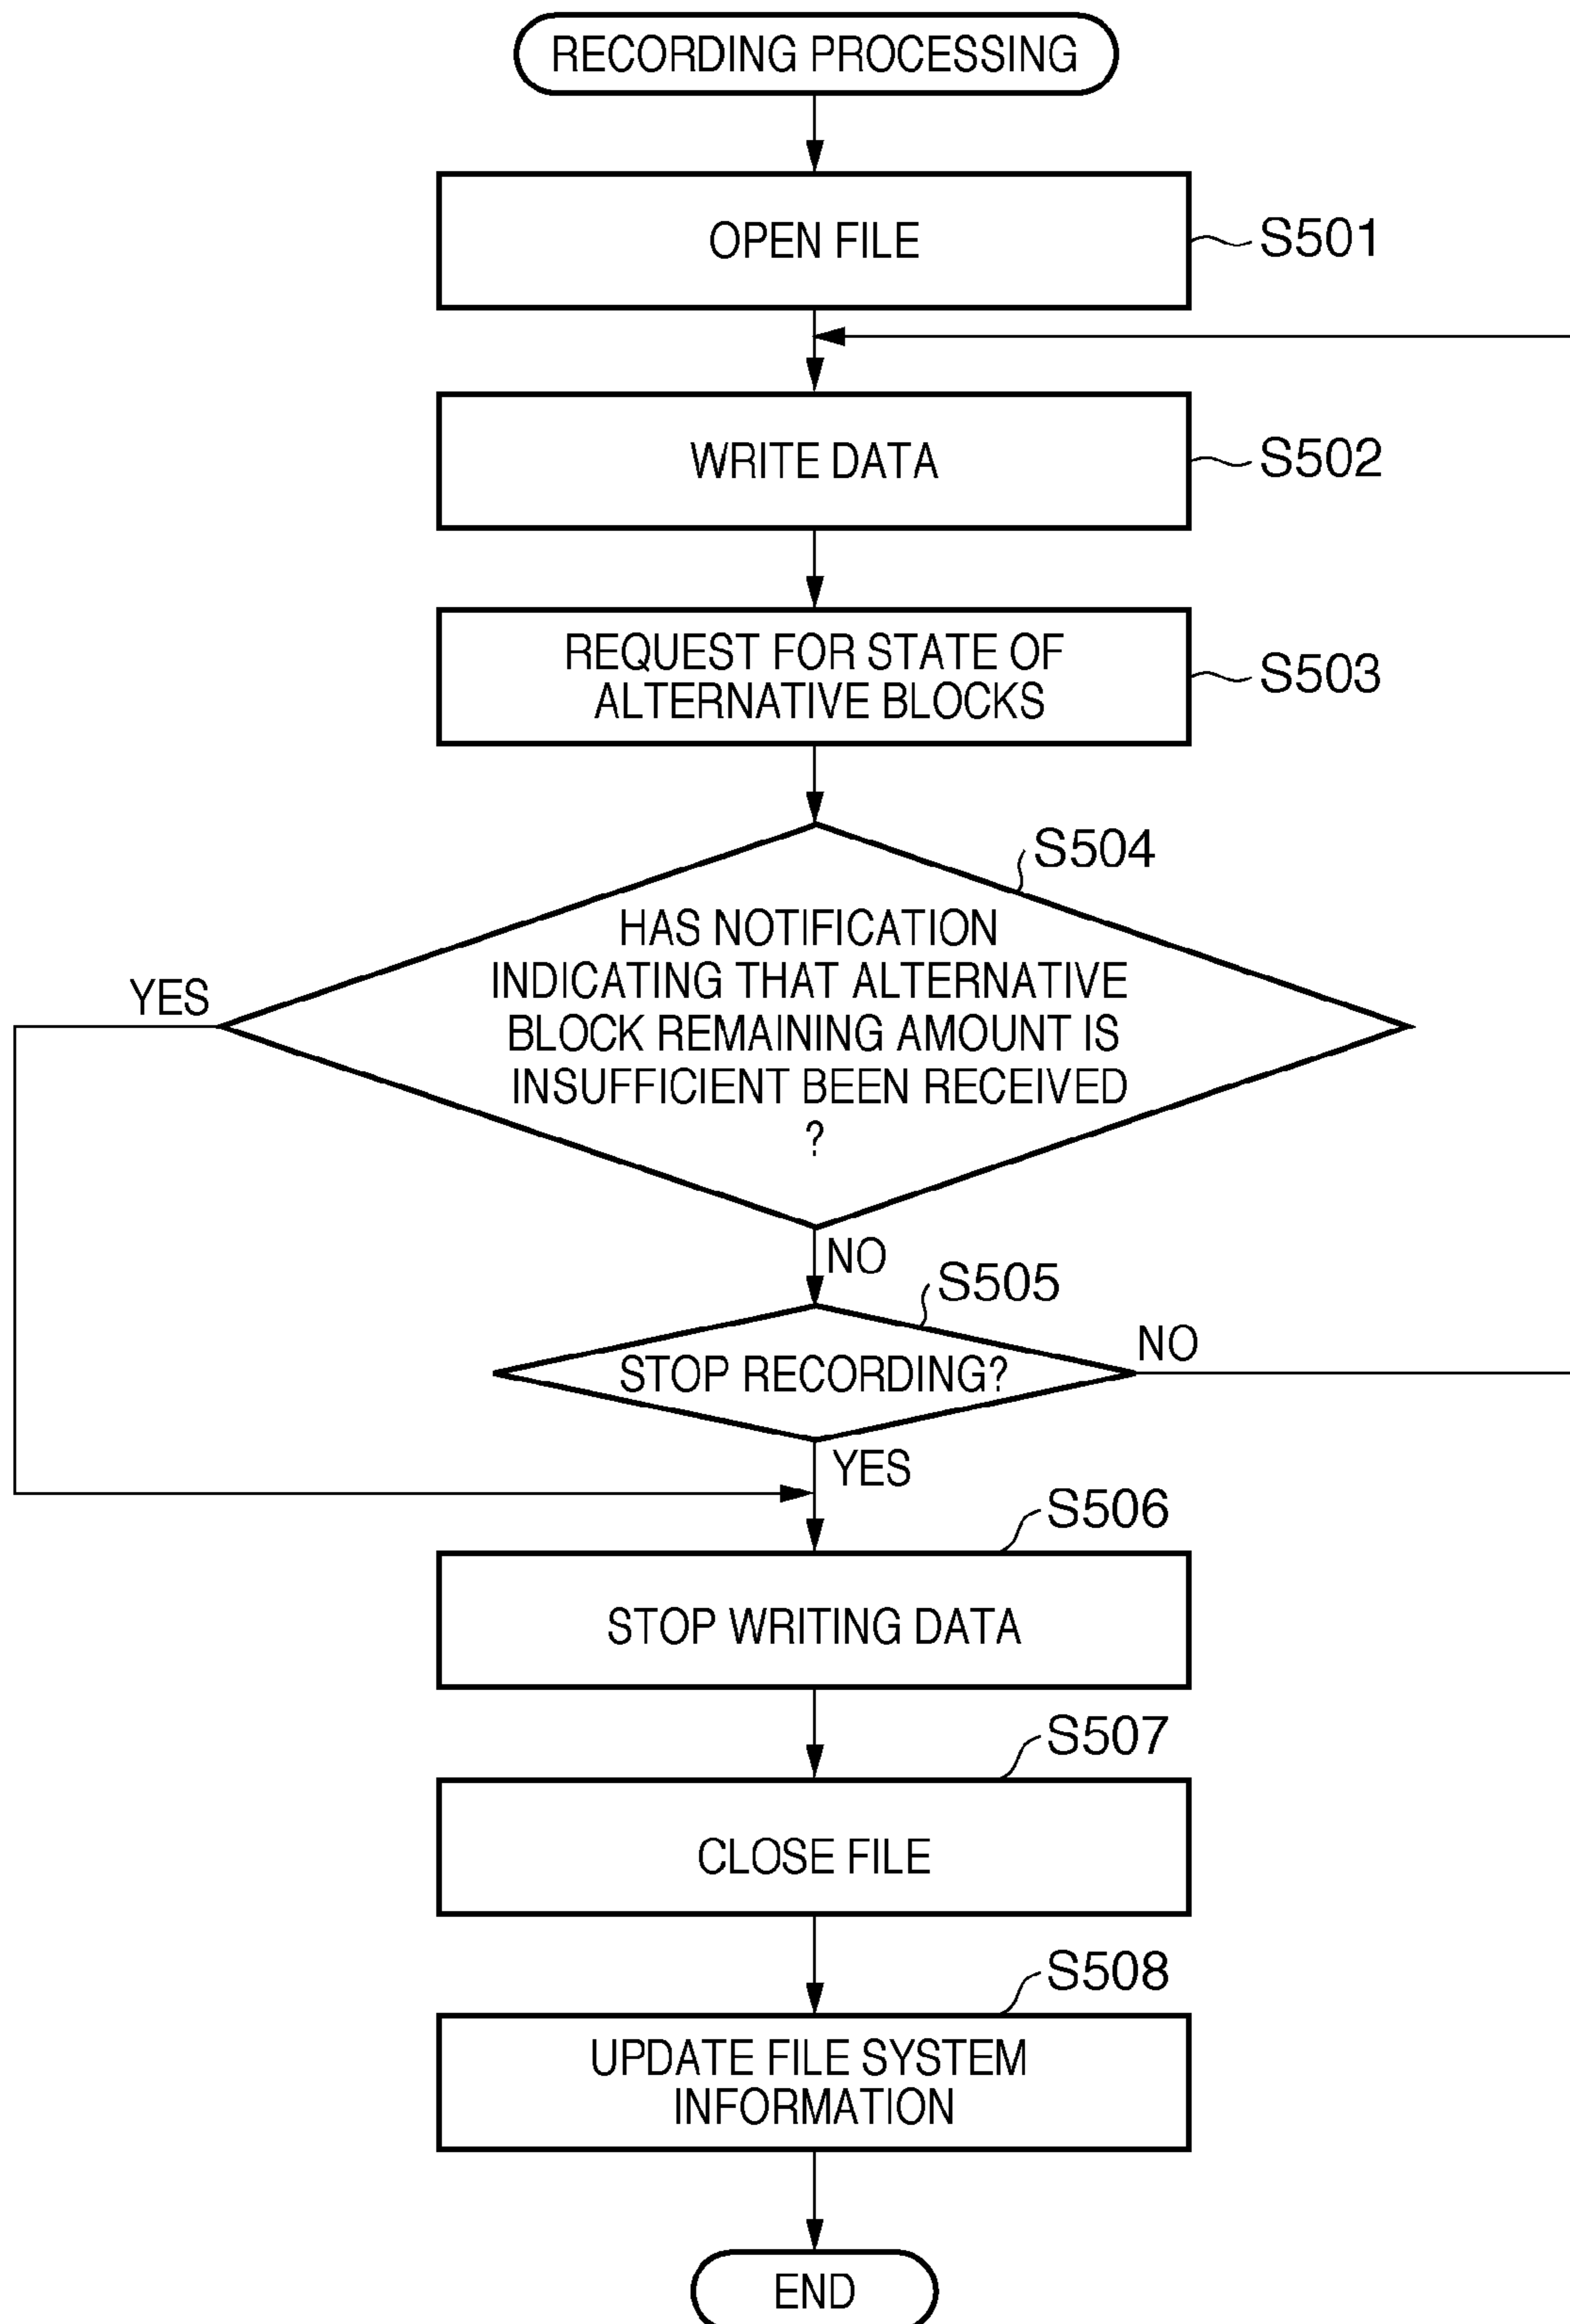 RECORDING PROCESSING
OPEN FILE
S501
WRITE DATA
S502
REQUEST FOR STATE OF
ALTERNATIVE BLOCKS
S503
S504
HAS NOTIFICATION
INDICATING THAT ALTERNATIVE
BLOCK REMAINING AMOUNT IS
INSUFFICIENT BEEN RECEIVED
?
YES
NO
S505
STOP RECORDING?
NO
YES
S506
STOP WRITING DATA
S507
CLOSE FILE
S508
UPDATE FILE SYSTEM
INFORMATION
END